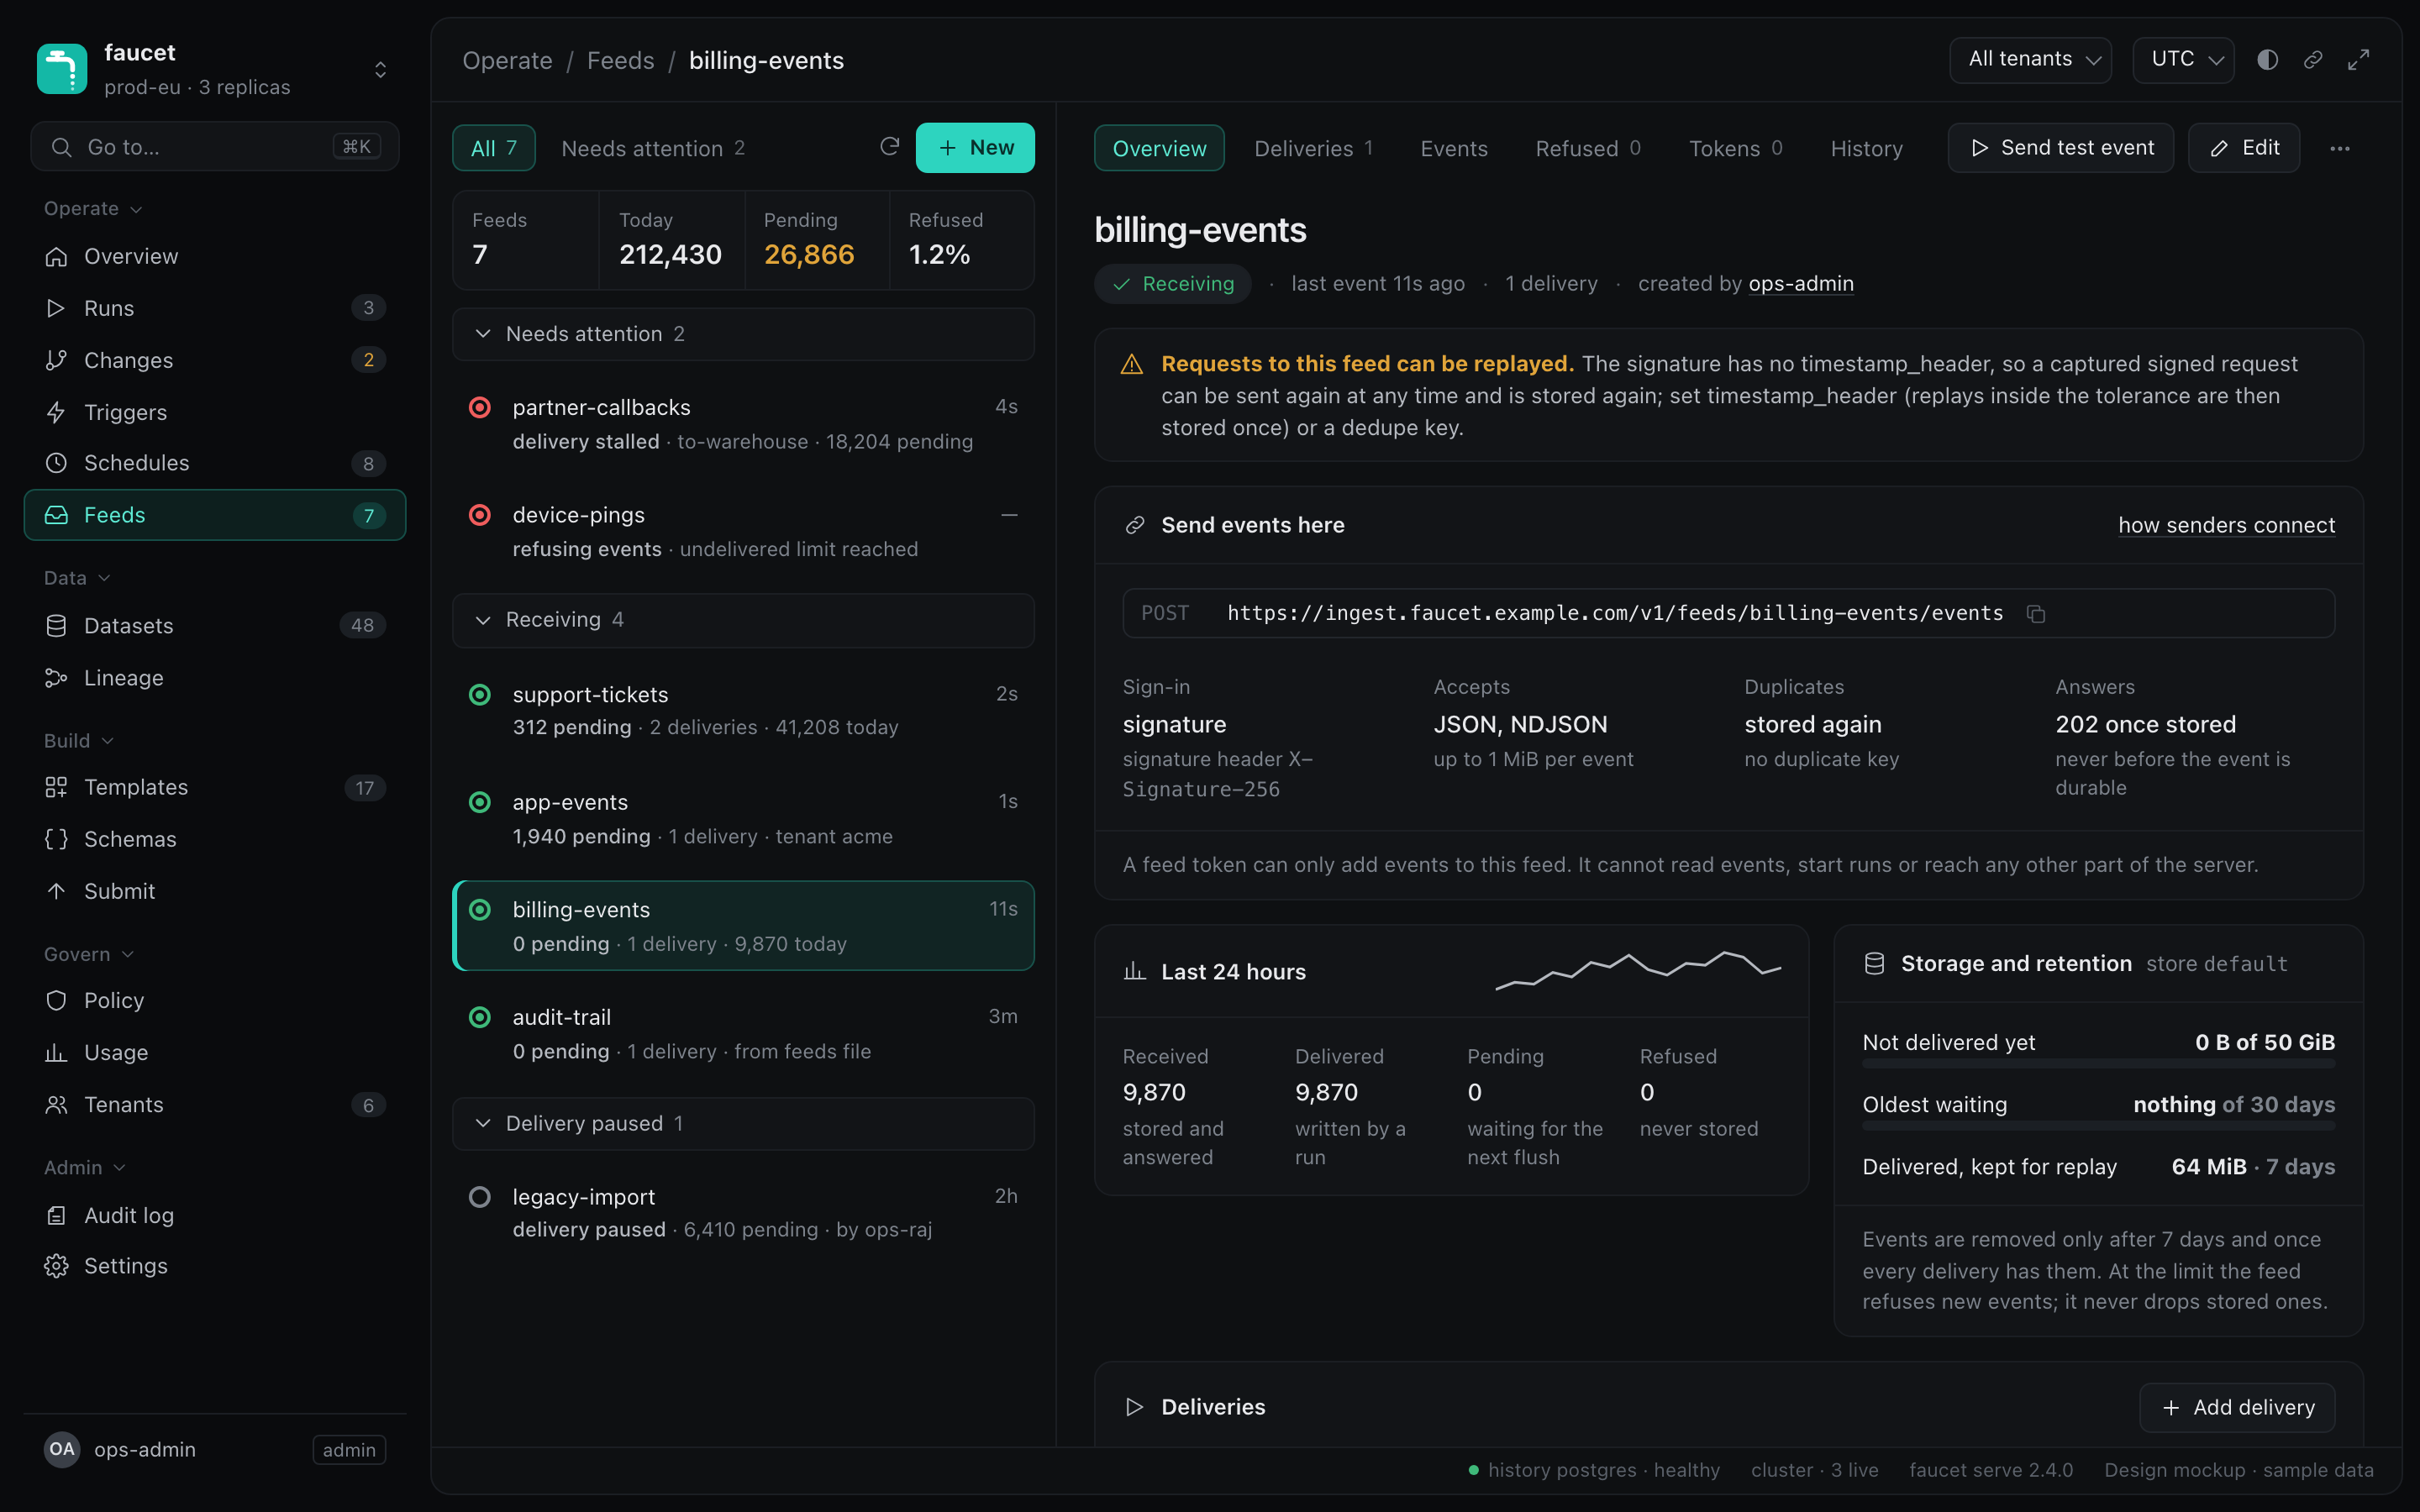 faucet
prod-eu · 3 replicas
Go to...
⌘K
Operate
Overview
Runs 3
Changes 2
Triggers
Schedules 8
Feeds 7
Data
Datasets 48
Lineage
Build
Templates 17
Schemas
Submit
Govern
Policy
Usage
Tenants 6
Admin
Audit log
Settings
OA ops-admin admin
Operate / Feeds / billing-events
All tenants
UTC
All 7
Needs attention 2
New
Feeds
7
Today
212,430
Pending
26,866
Refused
1.2%
Needs attention 2
partner-callbacks 4s
delivery stalled · to-warehouse · 18,204 pending
device-pings —
refusing events · undelivered limit reached
Receiving 4
support-tickets 2s
312 pending · 2 deliveries · 41,208 today
app-events 1s
1,940 pending · 1 delivery · tenant acme
billing-events 11s
0 pending · 1 delivery · 9,870 today
audit-trail 3m
0 pending · 1 delivery · from feeds file
Delivery paused 1
legacy-import 2h
delivery paused · 6,410 pending · by ops-raj
Overview
Deliveries 1
Events
Refused 0
Tokens 0
History
Send test event
Edit
billing-events
Receiving · last event 11s ago · 1 delivery · created by ops-admin
Requests to this feed can be replayed. The signature has no timestamp_header, so a captured signed request
can be sent again at any time and is stored again; set timestamp_header (replays inside the tolerance are then
stored once) or a dedupe key.
Send events here
how senders connect
POST https://ingest.faucet.example.com/v1/feeds/billing-events/events
Sign-in
signature
signature header X-
Signature-256
Accepts
JSON, NDJSON
up to 1 MiB per event
Duplicates
stored again
no duplicate key
Answers
202 once stored
never before the event is
durable
A feed token can only add events to this feed. It cannot read events, start runs or reach any other part of the server.
Last 24 hours
Received
9,870
stored and
answered
Delivered
9,870
written by a
run
Pending
0
waiting for the
next flush
Refused
0
never stored
Storage and retention store default
Not delivered yet 0 B of 50 GiB
Oldest waiting nothing of 30 days
Delivered, kept for replay 64 MiB · 7 days
Events are removed only after 7 days and once
every delivery has them. At the limit the feed
refuses new events; it never drops stored ones.
Deliveries
Add delivery
history postgres · healthy
cluster · 3 live
faucet serve 2.4.0
Design mockup · sample data